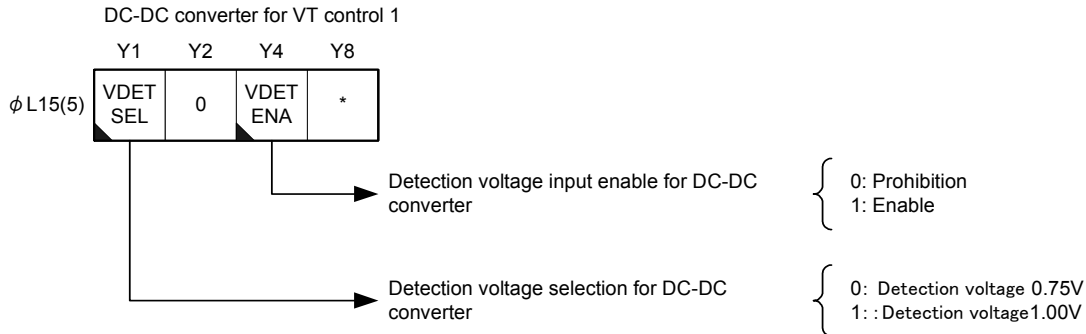 DC-DC converter for VT control 1
Y1 Y2 Y4 Y8
φL15(5) VDET SEL 0 VDET ENA *
Detection voltage input enable for DC-DC
converter
0: Prohibition
1: Enable
Detection voltage selection for DC-DC
converter
0: Detection voltage 0.75V
1: : Detection voltage1.00V